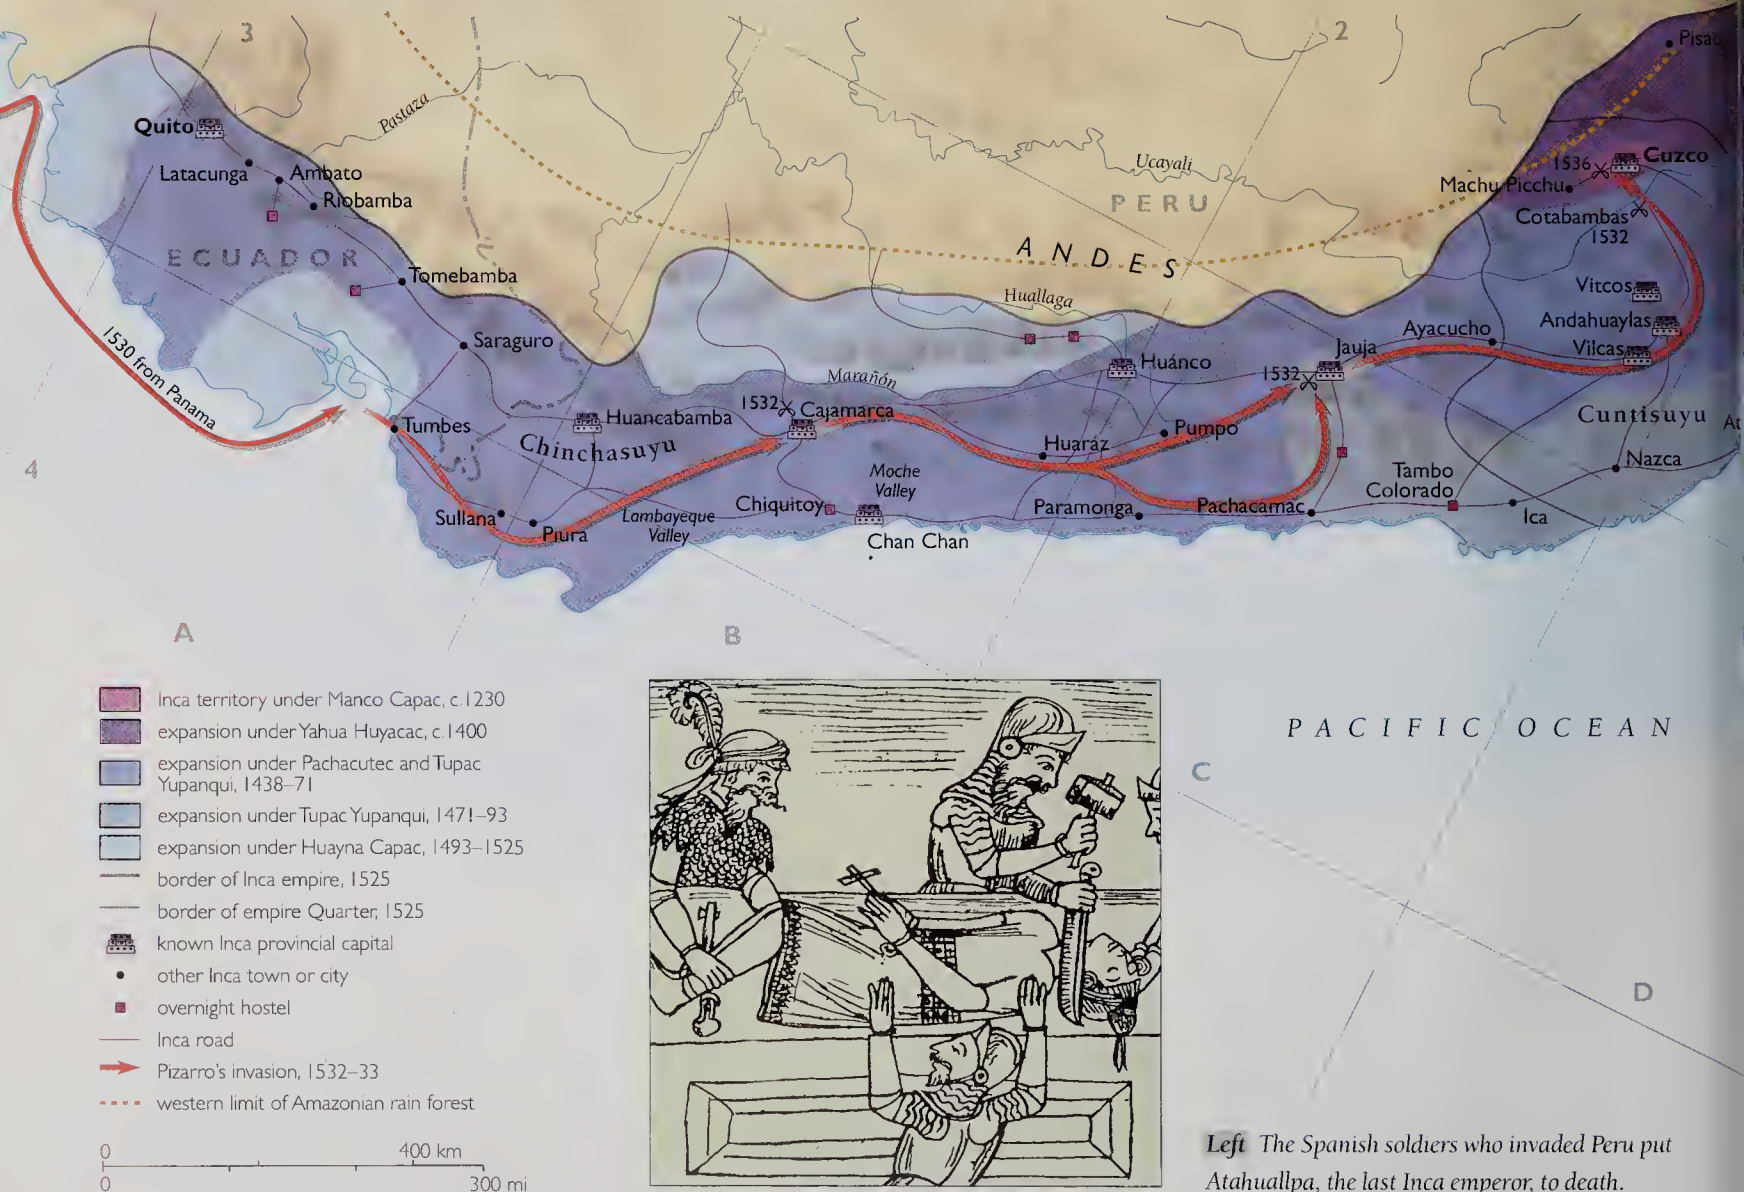 3
2
Pastaza
Quito
Latacunga
Ambato
Riobamba
ECUADOR
Tomebamba
Saraguro
1530 from Panama
4
Tumbes
Huancabamba
Chinchasuyu
Sullana
Piura
Lambayeque
Valley
1532
Cajamarca
Marañón
Chiquitoy
Moche
Valley
Chan Chan
Ucayali
PERU
ANDES
Huallaga
Huánco
Huaráz
Pumpo
Paramonga
Pachacamac
1532
Jauja
Ayacucho
Machu Picchu
1536
Cuzco
Cotabambas
1532
Vitcos
Andahuaylas
Vilcas
Cuntisuyu
Tambo
Colorado
Nazca
Ica
A
B
C
D
PACIFIC OCEAN
Inca territory under Manco Capac, c.1230
expansion under Yahua Huyacac, c.1400
expansion under Pachacutec and Tupac
Yupanqui, 1438–71
expansion under Tupac Yupanqui, 1471–93
expansion under Huayna Capac, 1493–1525
border of Inca empire, 1525
border of empire Quarter, 1525
known Inca provincial capital
other Inca town or city
overnight hostel
Inca road
Pizarro's invasion, 1532–33
western limit of Amazonian rain forest
0 400 km
0 300 mi
Left The Spanish soldiers who invaded Peru put
Atahuallpa, the last Inca emperor, to death.